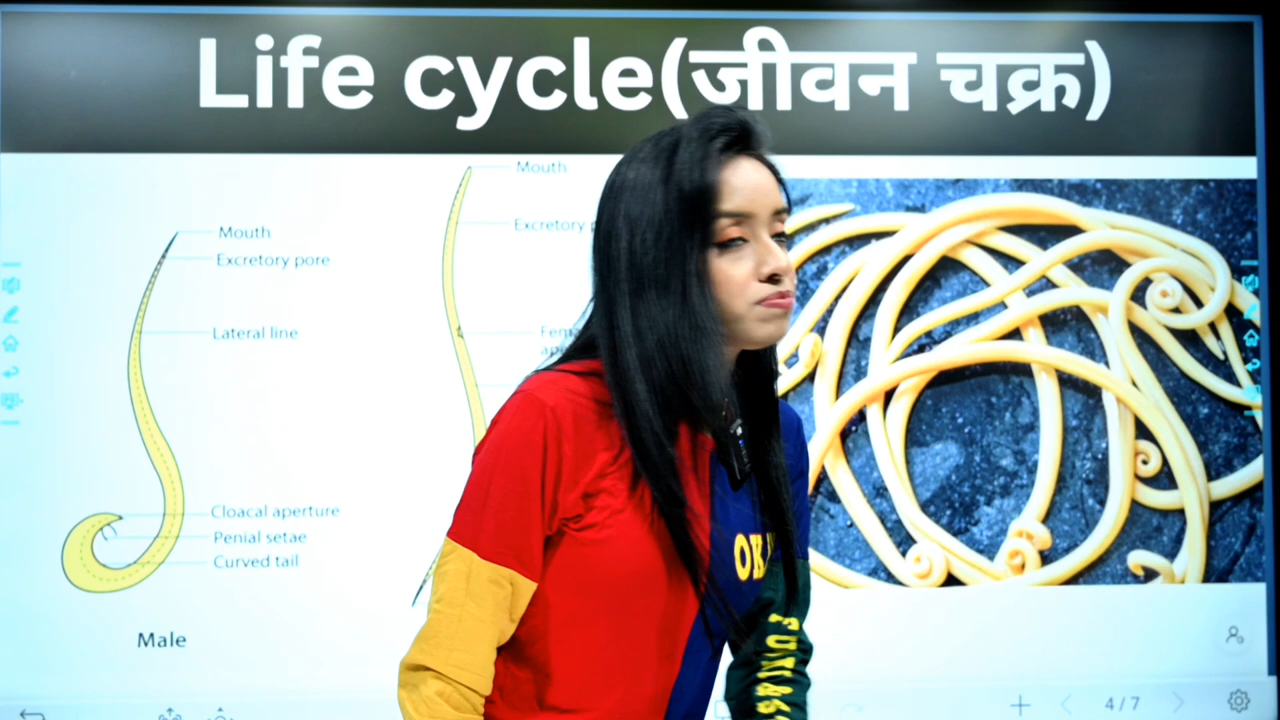 Life cycle(जीवन चक्र)
Mouth
Excretory pore
Lateral line
Cloacal aperture
Penial setae
Curved tail
Male
Mouth
Excretory
4/7